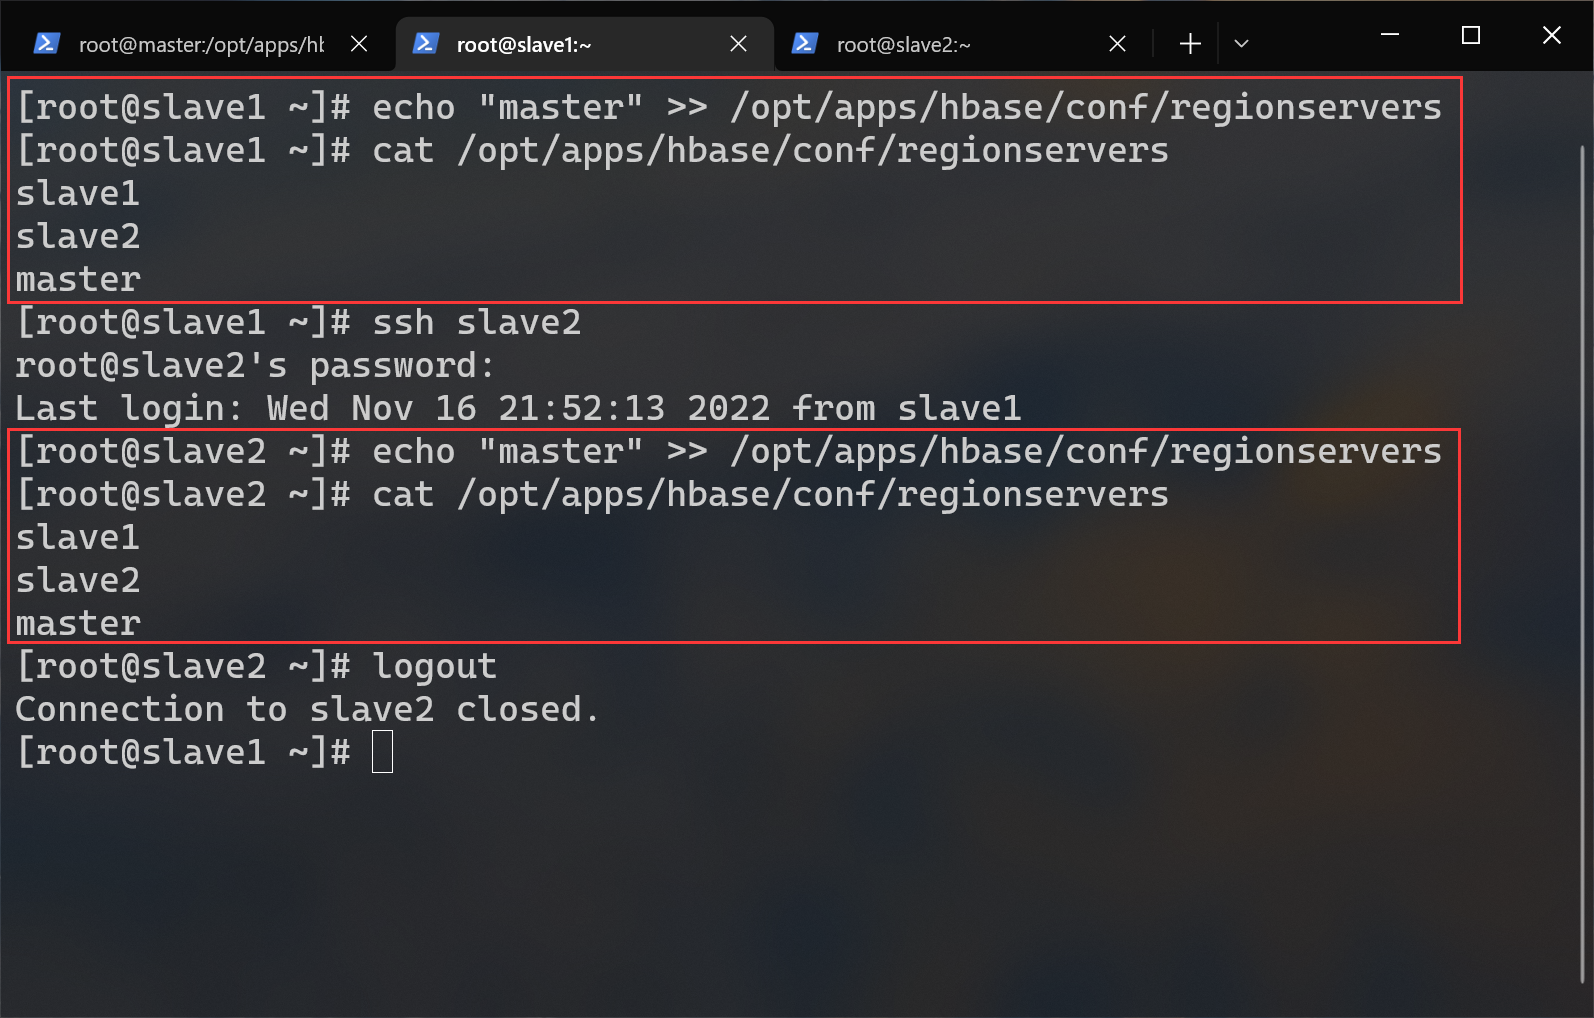 root@master:/opt/apps/hb
root@slave1:~
root@slave2:~
[root@slave1 ~]# echo "master" >> /opt/apps/hbase/conf/regionservers
[root@slave1 ~]# cat /opt/apps/hbase/conf/regionservers
slave1
slave2
master
[root@slave1 ~]# ssh slave2
root@slave2's password:
Last login: Wed Nov 16 21:52:13 2022 from slave1
[root@slave2 ~]# echo "master" >> /opt/apps/hbase/conf/regionservers
[root@slave2 ~]# cat /opt/apps/hbase/conf/regionservers
slave1
slave2
master
[root@slave2 ~]# logout
Connection to slave2 closed.
[root@slave1 ~]#